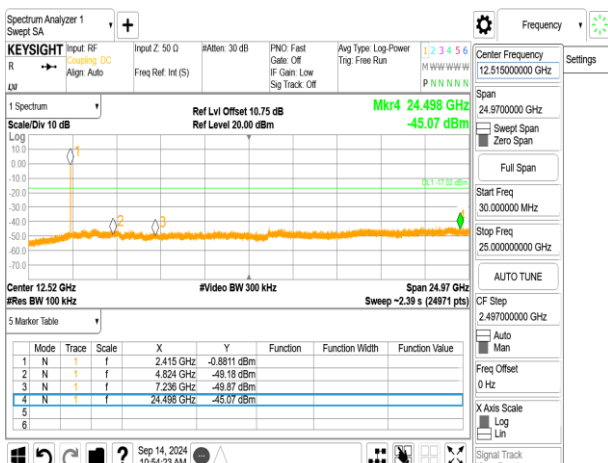 Spectrum Analyzer 1
Swept SA
+
Frequency
KEYSIGHT Input: RF Input Z: 50 Ω #Atten: 30 dB PNO: Fast Avg Type: Log-Power 1 2 3 4 5 6
R Coupling: DC Gate: Off Trig: Free Run M W W W W W
Align: Auto Freq Ref: Int (S) IF Gain: Low
Sig Track: Off P N N N N N
LXI
1 Spectrum Ref Lvl Offset 10.75 dB Mkr4 24.498 GHz
Scale/Div 10 dB Ref Level 20.00 dBm -45.07 dBm
Log
10.0
0.00
-10.0
-20.0
-30.0
-40.0
-50.0
-60.0
-70.0
1
2
3
4
DL1 -17.02 dBm
Center 12.52 GHz #Video BW 300 kHz Span 24.97 GHz
#Res BW 100 kHz Sweep ~2.39 s (24971 pts)
5 Marker Table
Mode Trace Scale X Y Function Function Width Function Value
1 N 1 f 2.415 GHz -0.8811 dBm
2 N 1 f 4.824 GHz -49.18 dBm
3 N 1 f 7.236 GHz -49.87 dBm
4 N 1 f 24.498 GHz -45.07 dBm
5
6
?
Sep 14, 2024
10:54:23 AM
Center Frequency
12.515000000 GHz
Settings
Span
24.9700000 GHz
Swept Span
Zero Span
Full Span
Start Freq
30.000000 MHz
Stop Freq
25.000000000 GHz
AUTO TUNE
CF Step
2.497000000 GHz
Auto
Man
Freq Offset
0 Hz
X Axis Scale
Log
Lin
Signal Track